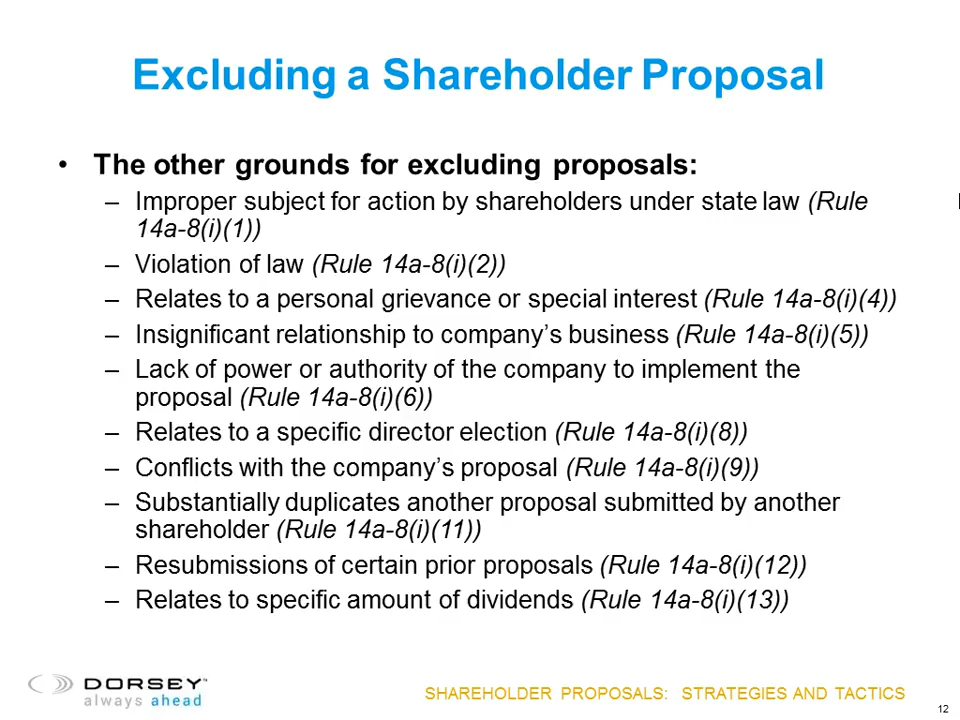 Excluding a Shareholder Proposal
• The other grounds for excluding proposals:
– Improper subject for action by shareholders under state law (Rule
14a-8(i)(1))
– Violation of law (Rule 14a-8(i)(2))
– Relates to a personal grievance or special interest (Rule 14a-8(i)(4))
– Insignificant relationship to company’s business (Rule 14a-8(i)(5))
– Lack of power or authority of the company to implement the
proposal (Rule 14a-8(i)(6))
– Relates to a specific director election (Rule 14a-8(i)(8))
– Conflicts with the company’s proposal (Rule 14a-8(i)(9))
– Substantially duplicates another proposal submitted by another
shareholder (Rule 14a-8(i)(11))
– Resubmissions of certain prior proposals (Rule 14a-8(i)(12))
– Relates to specific amount of dividends (Rule 14a-8(i)(13))
DORSEY™
always ahead
SHAREHOLDER PROPOSALS: STRATEGIES AND TACTICS
12